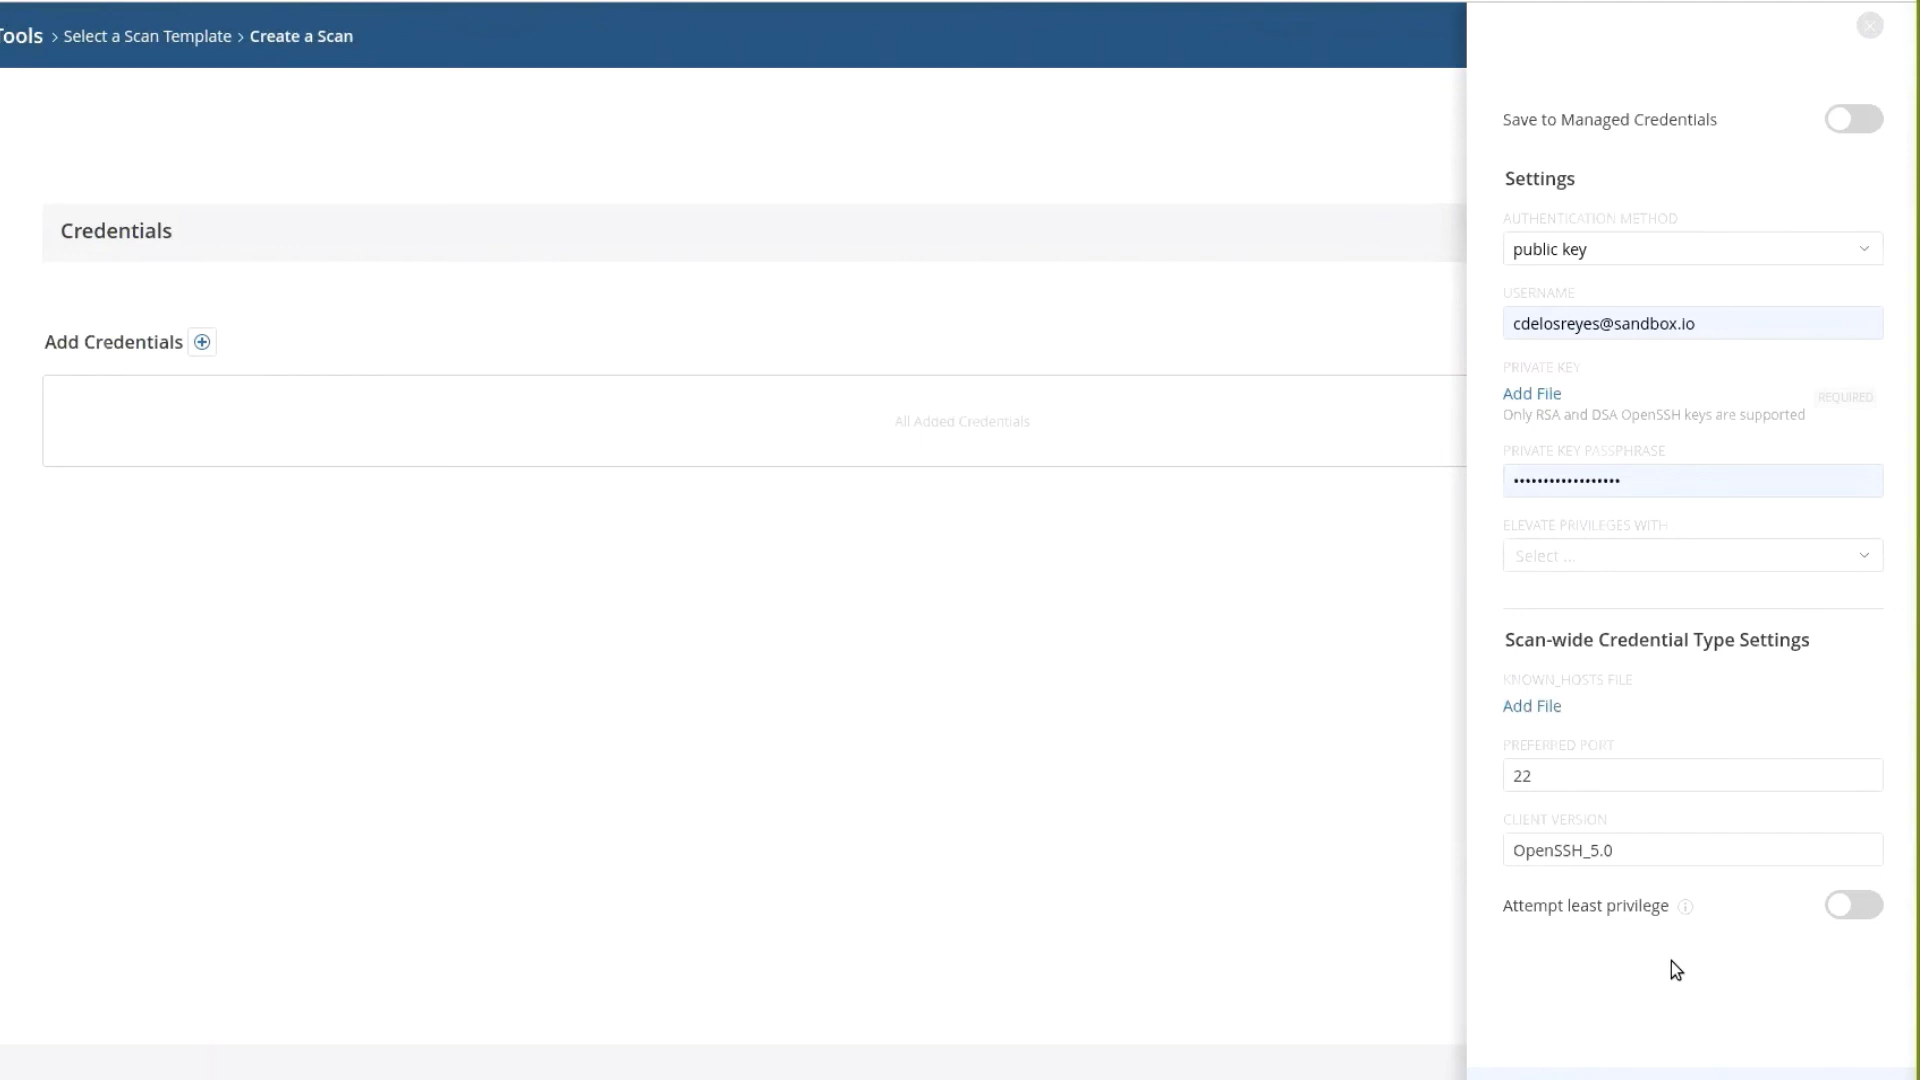 Tools > Select a Scan Template > Create a Scan
Credentials
Add Credentials
All Added Credentials
Save to Managed Credentials
Settings
AUTHENTICATION METHOD
public key
USERNAME
cdelosreyes@sandbox.io
PRIVATE KEY
Add File
REQUIRED
Only RSA and DSA OpenSSH keys are supported
PRIVATE KEY PASSPHRASE
••••••••••••••••••
ELEVATE PRIVILEGES WITH
Select ...
Scan-wide Credential Type Settings
KNOWN_HOSTS FILE
Add File
PREFERRED PORT
22
CLIENT VERSION
OpenSSH_5.0
Attempt least privilege